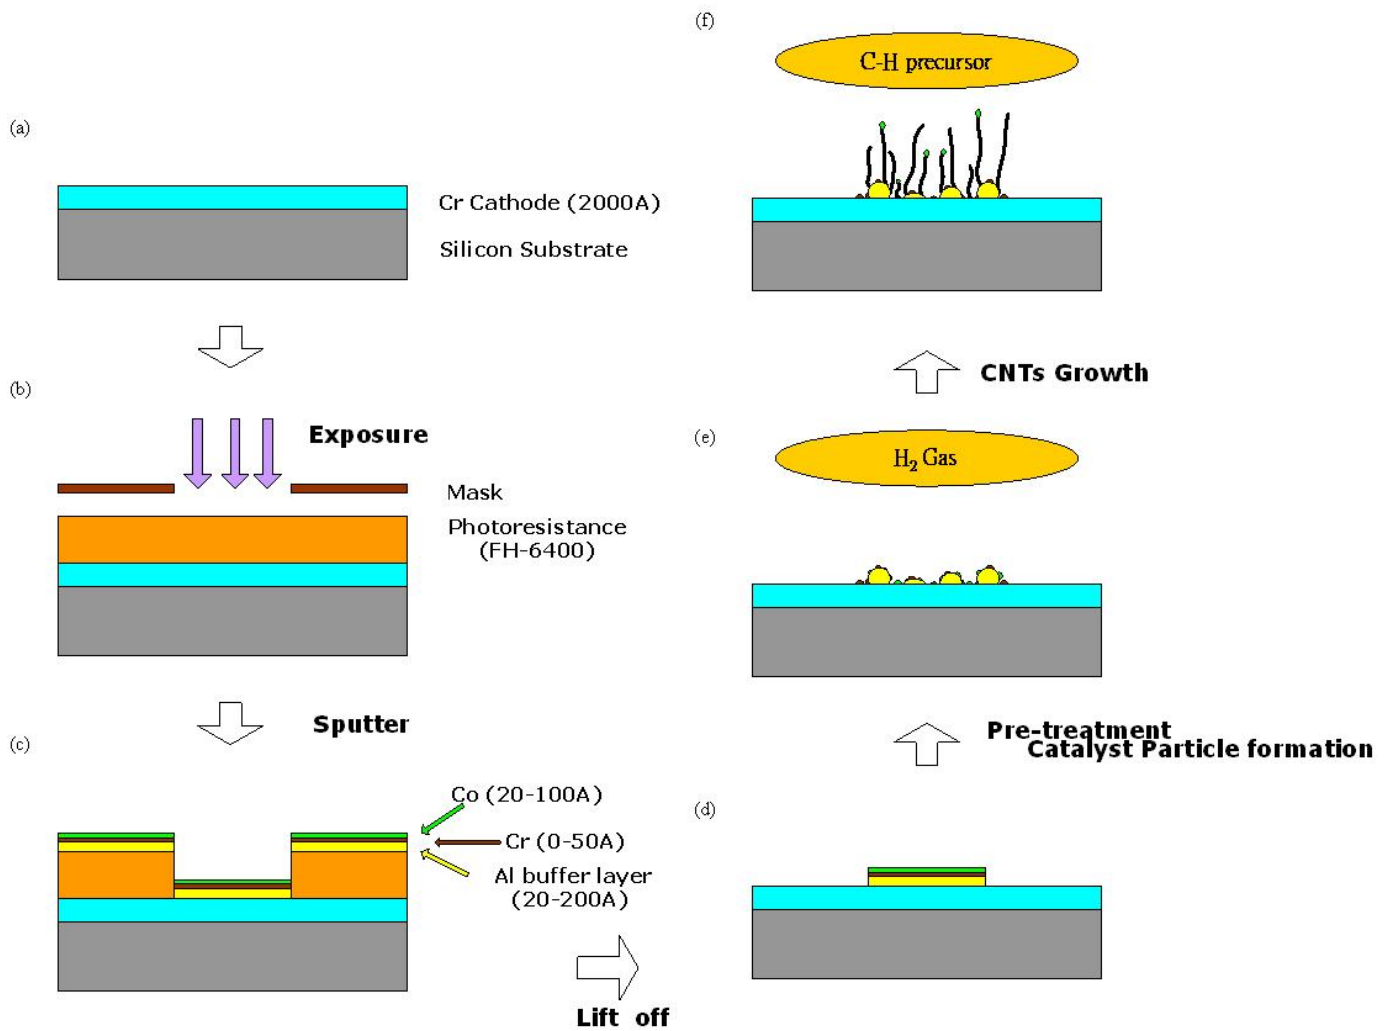 (a)
Cr Cathode (2000A)
Silicon Substrate
(b)
Exposure
Mask
Photoresistance
(FH-6400)
Sputter
(c)
Co (20-100A)
Cr (0-50A)
Al buffer layer
(20-200A)
Lift off
(d)
Pre-treatment
Catalyst Particle formation
(e)
H₂ Gas
CNTs Growth
(f)
C-H precursor